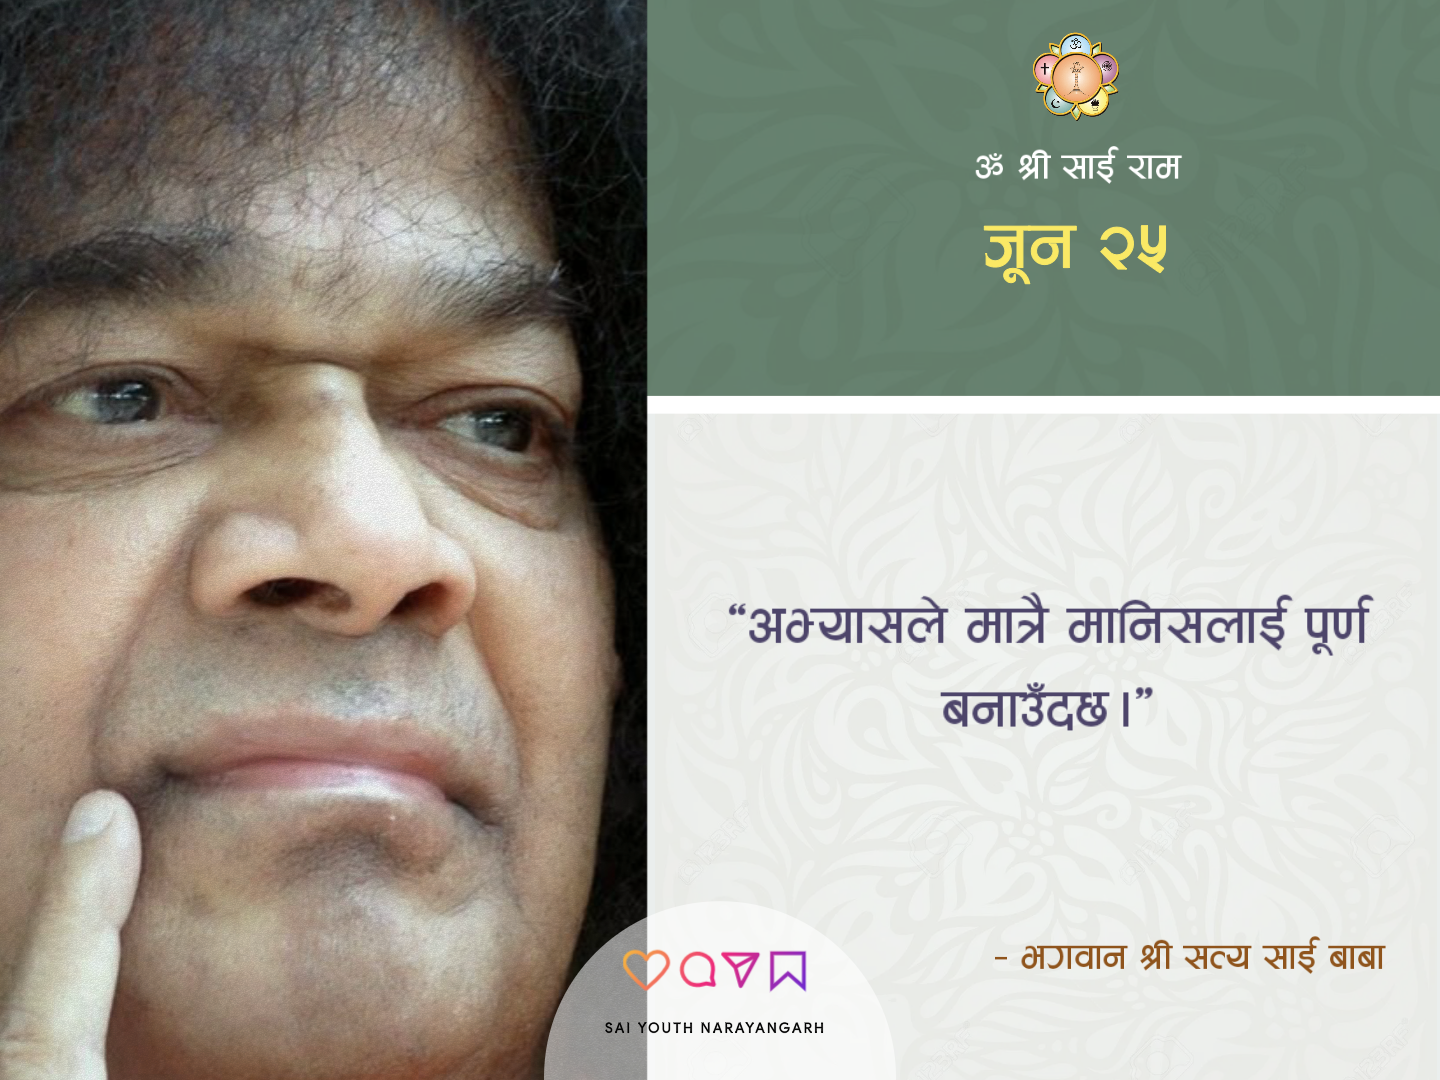 ॐ श्री साई राम
जून २५
“अभ्यासले मात्रै मानिसलाई पूर्ण
बनाउँदछ।”
- भगवान श्री सत्य साई बाबा
SAI YOUTH NARAYANGARH